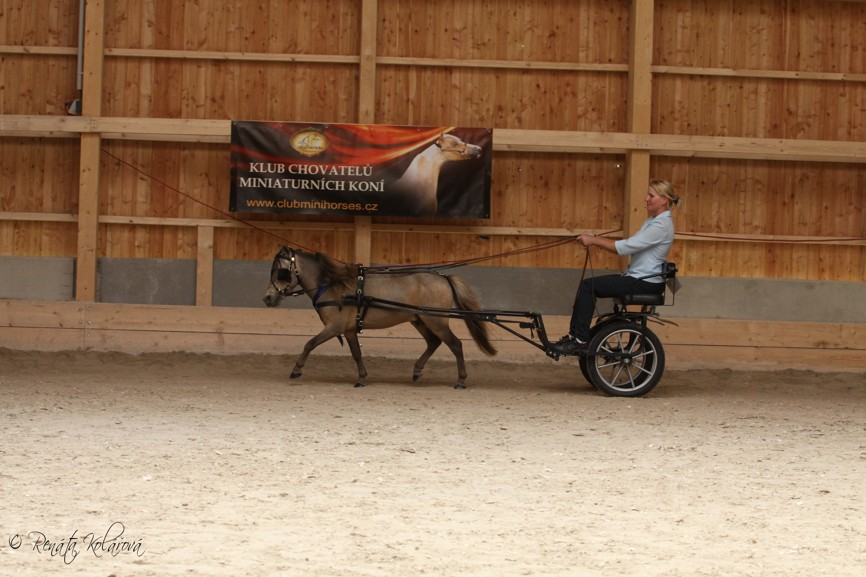 KLUB CHOVATELŮ
MINIATURNÍCH KONÍ
www.clubminihorses.cz
© Renáta Kolářová